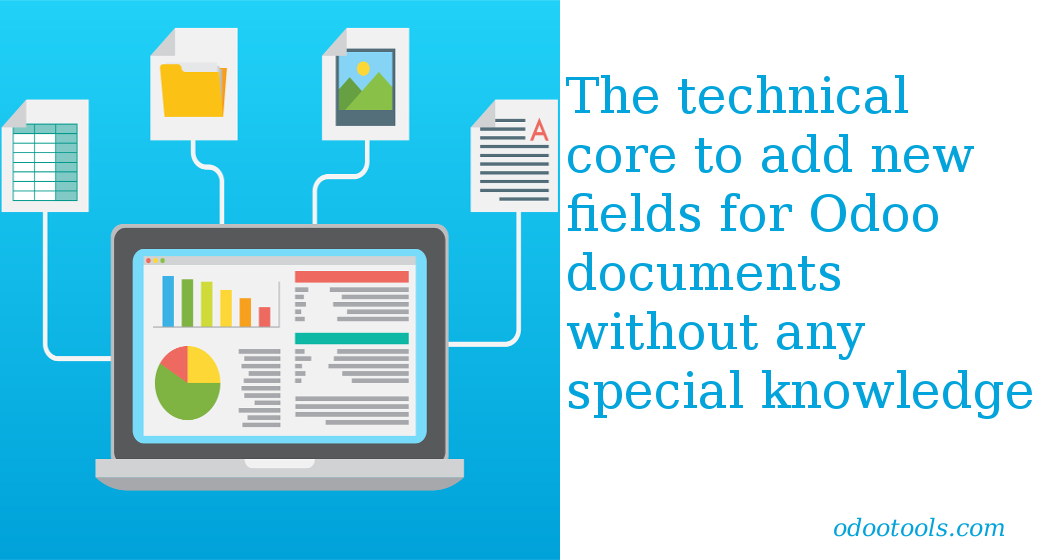 A
The technical
core to add new
fields for Odoo
documents
without any
special knowledge
odootools.com